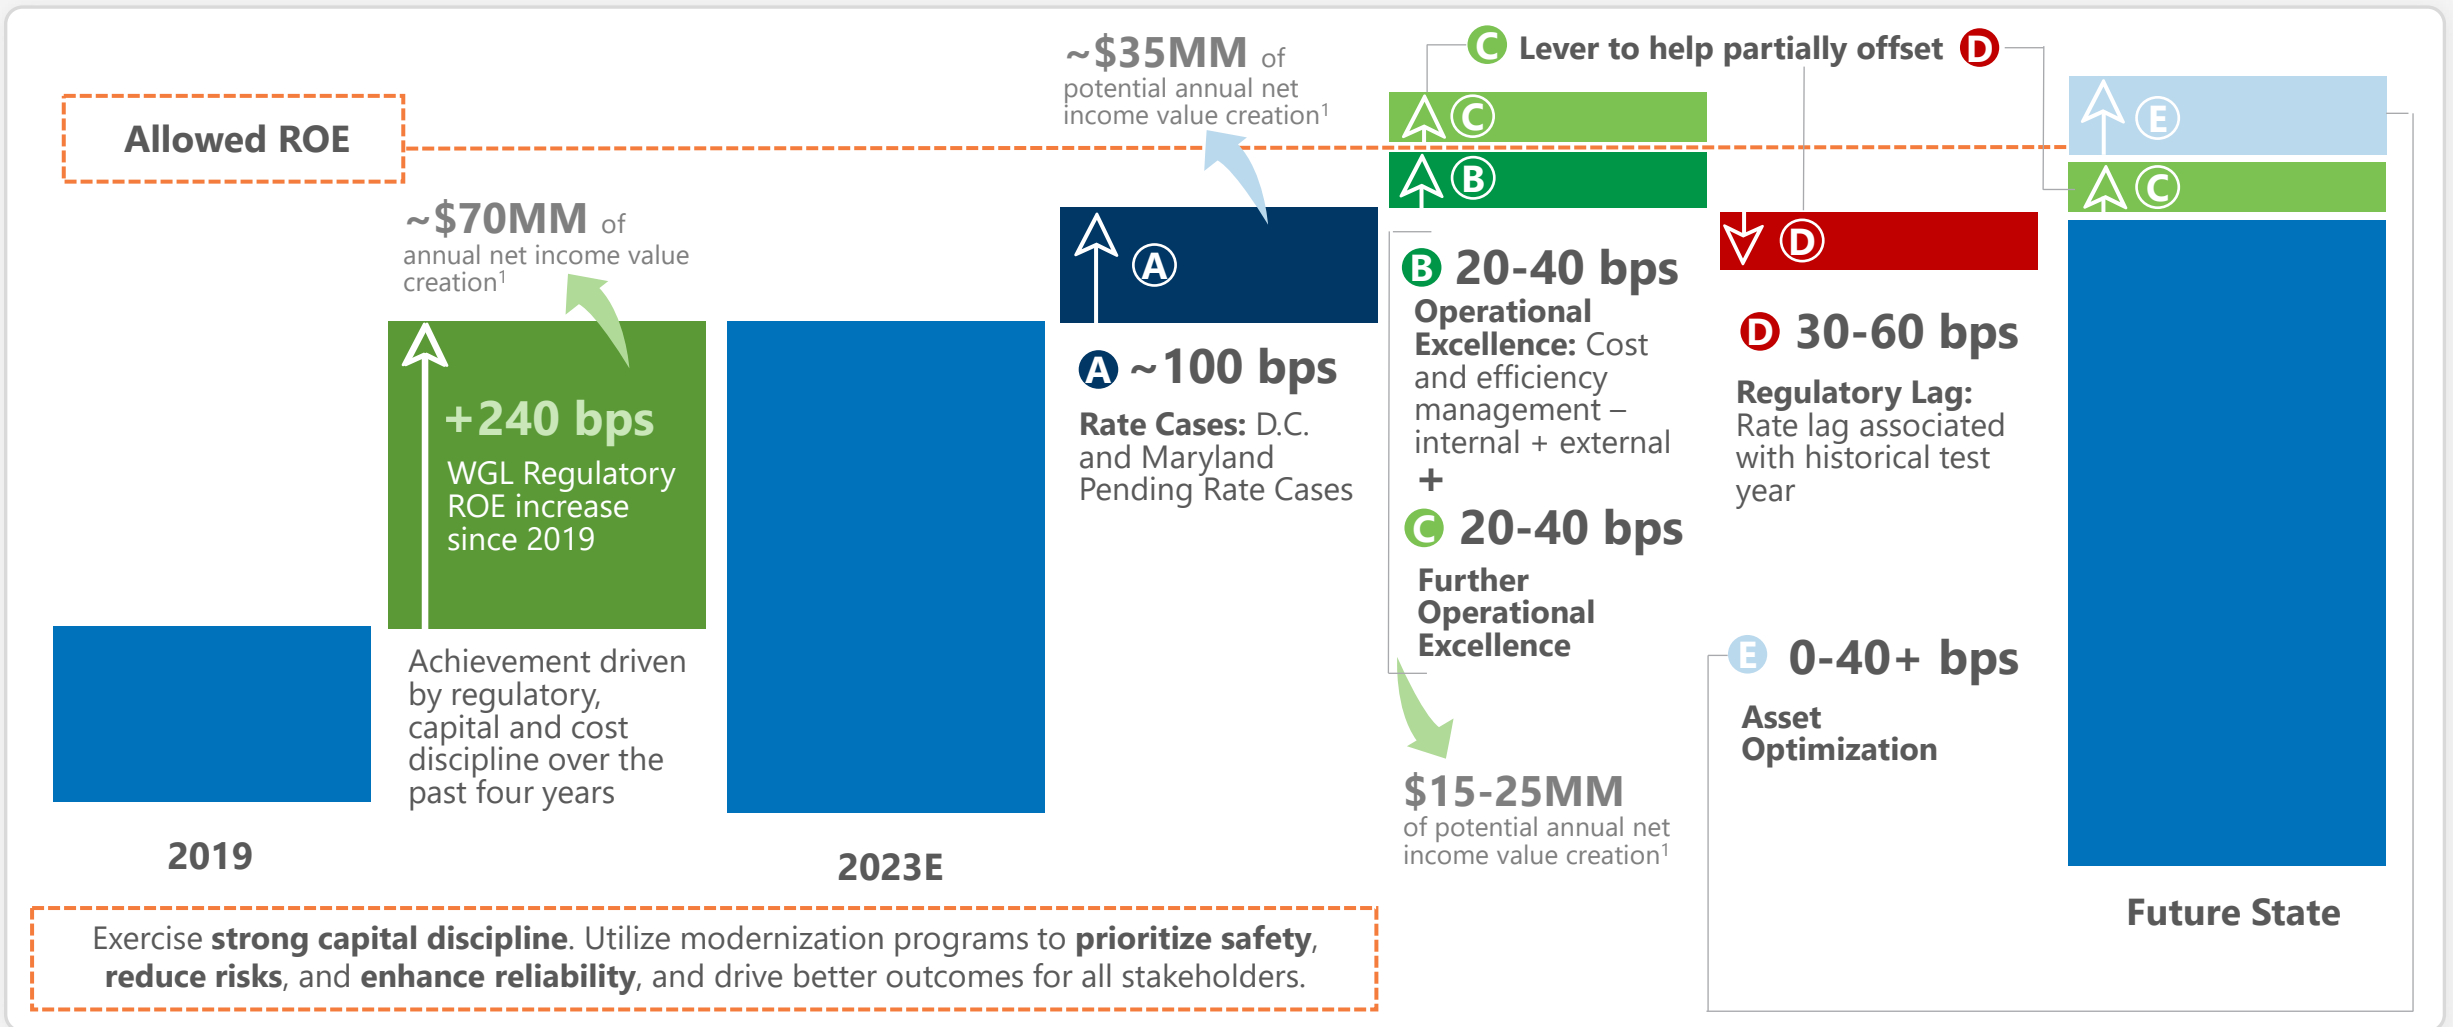 Allowed ROE
~$70MM of
annual net income value
creation¹
+240 bps
WGL Regulatory
ROE increase
since 2019
Achievement driven
by regulatory,
capital and cost
discipline over the
past four years
2019
2023E
~$35MM of
potential annual net
income value creation¹
A
A ~100 bps
Rate Cases: D.C.
and Maryland
Pending Rate Cases
C Lever to help partially offset D
C
B
B 20-40 bps
Operational
Excellence: Cost
and efficiency
management –
internal + external
+
C 20-40 bps
Further
Operational
Excellence
$15-25MM
of potential annual net
income value creation¹
D
D 30-60 bps
Regulatory Lag:
Rate lag associated
with historical test
year
E 0-40+ bps
Asset
Optimization
E
C
Future State
Exercise strong capital discipline. Utilize modernization programs to prioritize safety,
reduce risks, and enhance reliability, and drive better outcomes for all stakeholders.